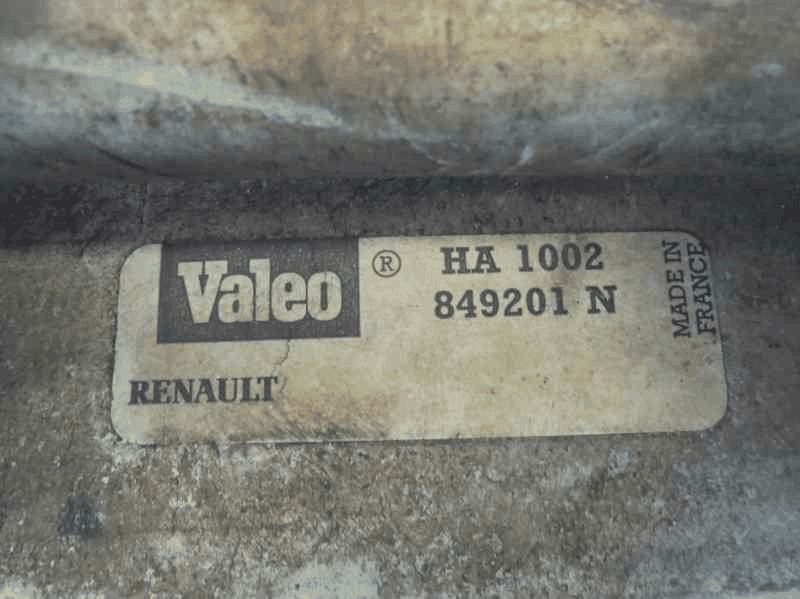 Valeo ®
HA 1002
849201 N
MADE IN
FRANCE
RENAULT